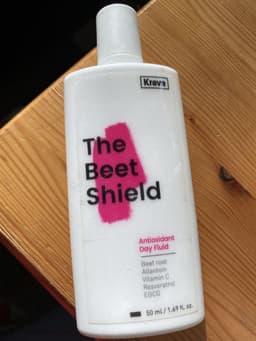 Krave
The
Beet
Shield
Antioxidant
Day Fluid
Beet root
Allantoin
Vitamin C
Resveratrol
EGCG
50 ml / 1.69 fl. oz.